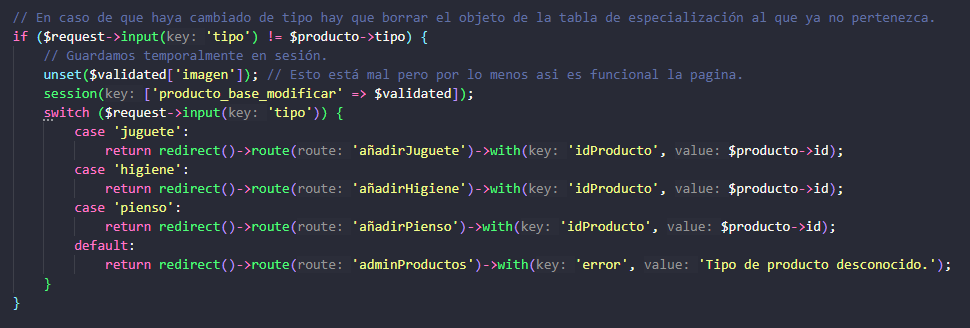 // En caso de que haya cambiado de tipo hay que borrar el objeto de la tabla de especialización al que ya no pertenezca.
if ($request->input(key: 'tipo') != $producto->tipo) {
// Guardamos temporalmente en sesión.
unset($validated['imagen']); // Esto está mal pero por lo menos asi es funcional la pagina.
session(key: ['producto_base_modificar' => $validated]);
switch ($request->input(key: 'tipo')) {
case 'juguete':
return redirect()->route(route: 'añadirJuguete')->with(key: 'idProducto', value: $producto->id);
case 'higiene':
return redirect()->route(route: 'añadirHigiene')->with(key: 'idProducto', value: $producto->id);
case 'pienso':
return redirect()->route(route: 'añadirPienso')->with(key: 'idProducto', value: $producto->id);
default:
return redirect()->route(route: 'adminProductos')->with(key: 'error', value: 'Tipo de producto desconocido.');
}
}